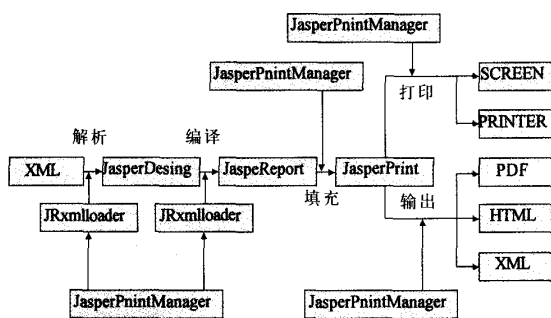 JasperPnintManager
JasperPnintManager
SCREEN
打印
PRINTER
解析
编译
XML
JasperDesing
JaspeReport
JasperPrint
PDF
填充
输出
JRxmlloader
JRxmlloader
HTML
XML
JasperPnintManager
JasperPnintManager